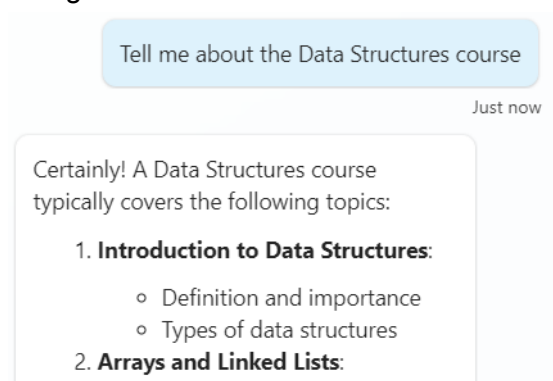 Tell me about the Data Structures course
Just now
Certainly! A Data Structures course
typically covers the following topics:
1. Introduction to Data Structures:
○ Definition and importance
○ Types of data structures
2. Arrays and Linked Lists: